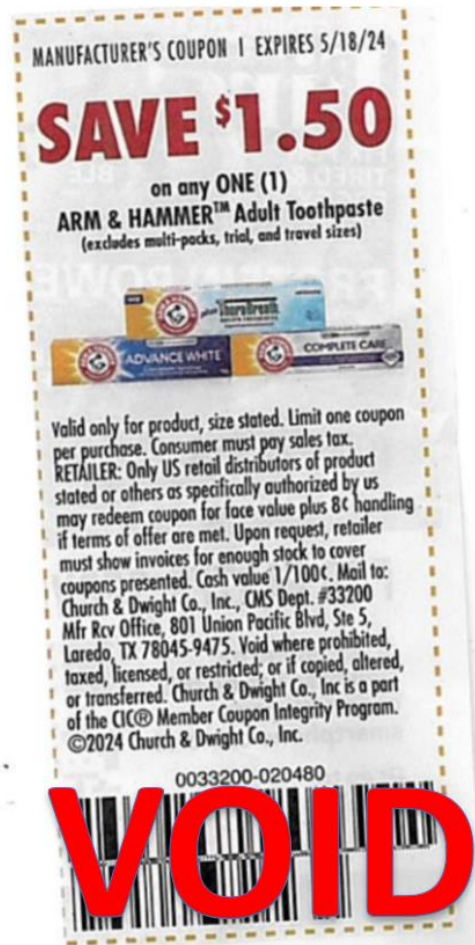 MANUFACTURER'S COUPON | EXPIRES 5/18/24
SAVE $1.50
on any ONE (1)
ARM & HAMMER™ Adult Toothpaste
(excludes multi-packs, trial, and travel sizes)
plus TheraBreath
ADVANCE WHITE
COMPLETE CARE
Valid only for product, size stated. Limit one coupon
per purchase. Consumer must pay sales tax.
RETAILER: Only US retail distributors of product
stated or others as specifically authorized by us
may redeem coupon for face value plus 8¢ handling
if terms of offer are met. Upon request, retailer
must show invoices for enough stock to cover
coupons presented. Cash value 1/100¢. Mail to:
Church & Dwight Co., Inc., CMS Dept. #33200
Mfr Rcv Office, 801 Union Pacific Blvd, Ste 5,
Laredo, TX 78045-9475. Void where prohibited,
taxed, licensed, or restricted; or if copied, altered,
or transferred. Church & Dwight Co., Inc is a part
of the CIC® Member Coupon Integrity Program.
©2024 Church & Dwight Co., Inc.
0033200-020480
VOID